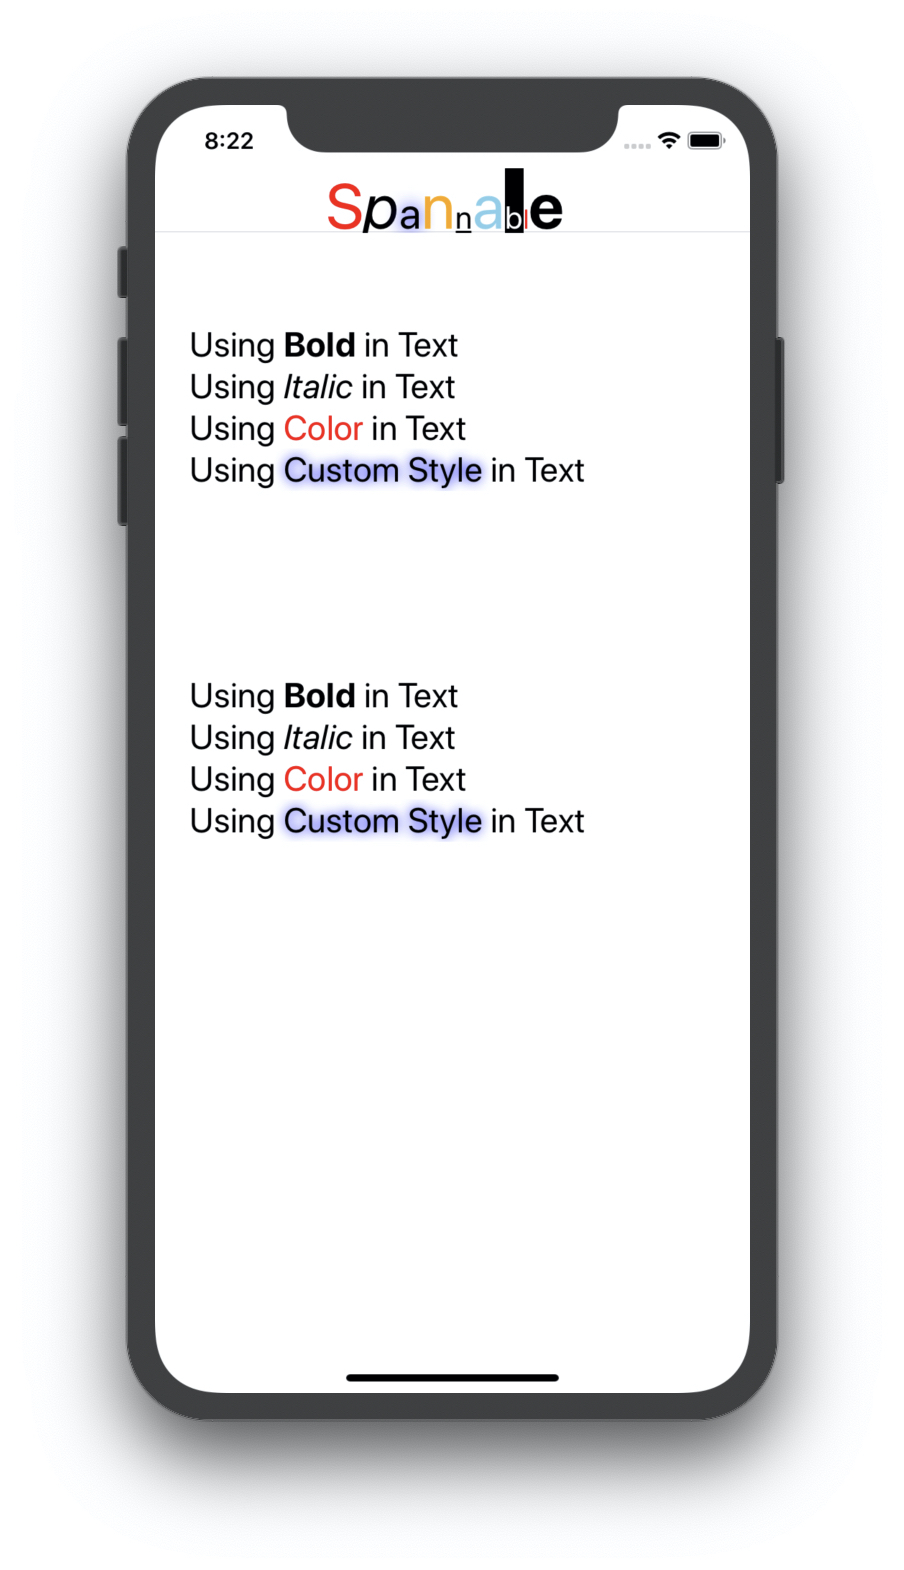 8:22
Spannable
Using Bold in Text
Using Italic in Text
Using Color in Text
Using Custom Style in Text
Using Bold in Text
Using Italic in Text
Using Color in Text
Using Custom Style in Text